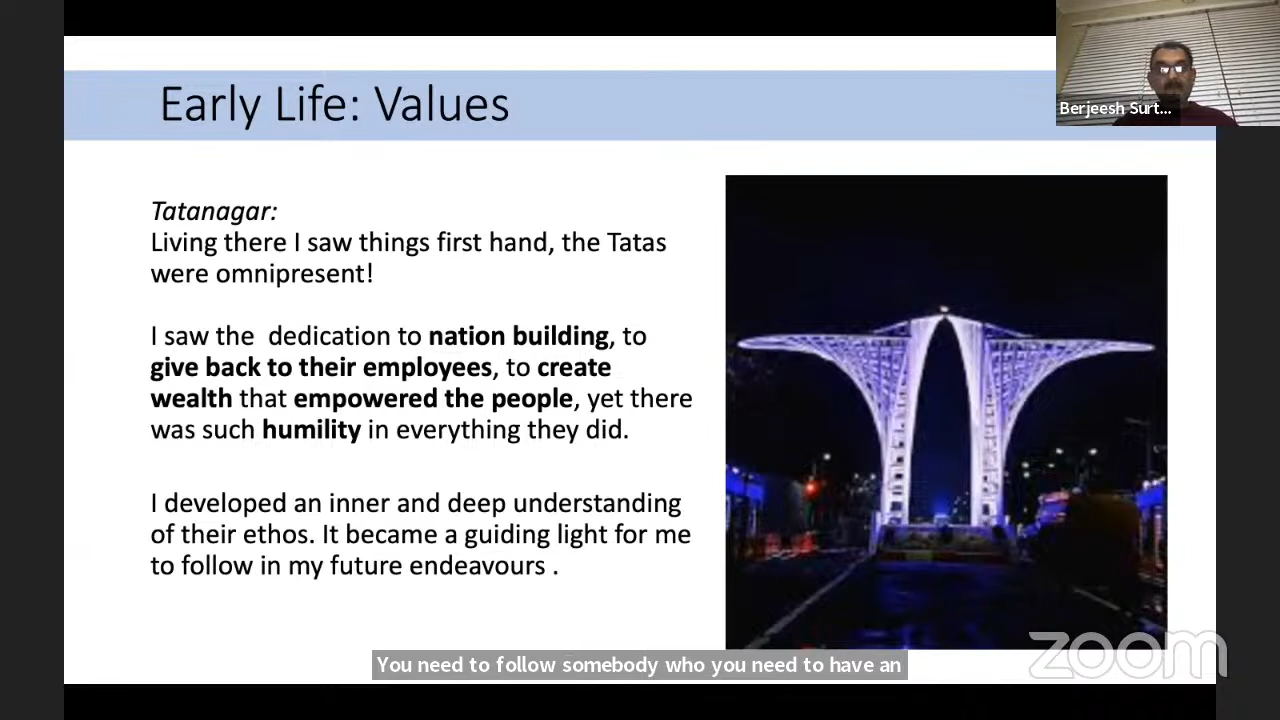 Early Life: Values
Berjeesh Surt...
Tatanagar:
Living there I saw things first hand, the Tatas
were omnipresent!
I saw the dedication to nation building, to
give back to their employees, to create
wealth that empowered the people, yet there
was such humility in everything they did.
I developed an inner and deep understanding
of their ethos. It became a guiding light for me
to follow in my future endeavours .
You need to follow somebody who you need to have an
zoom